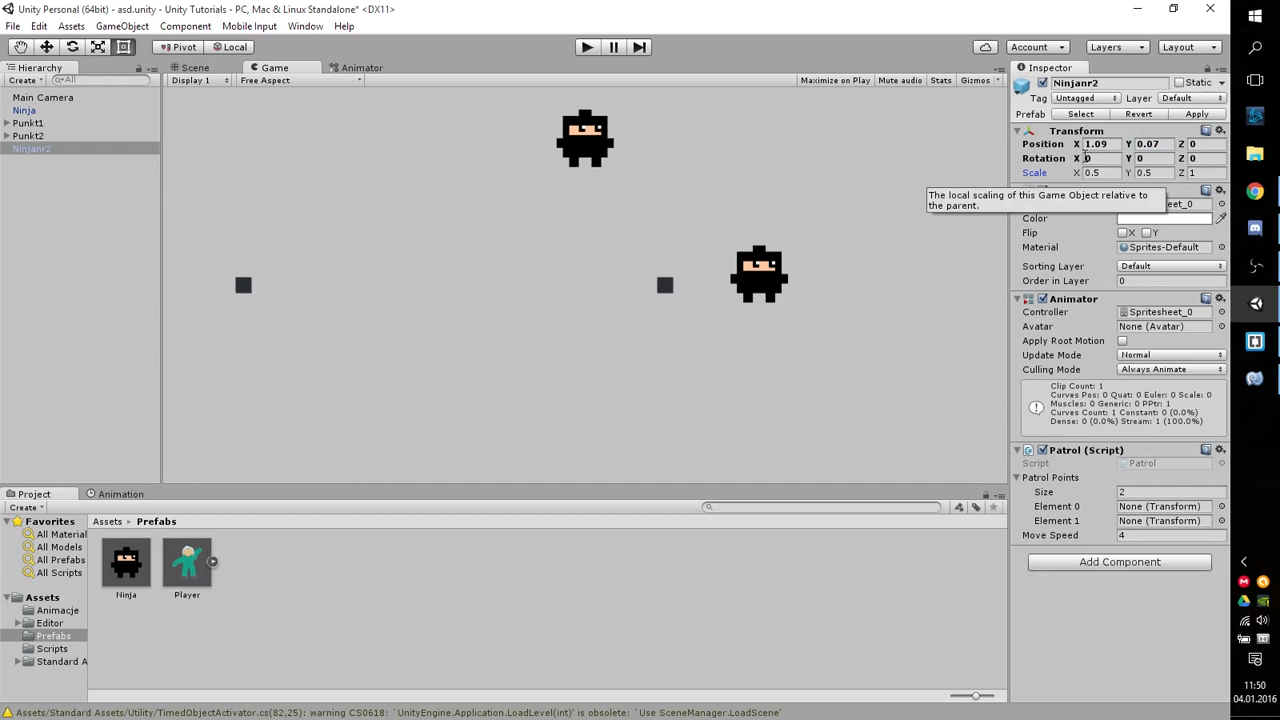 Unity Personal (64bit) - asd.unity - Unity Tutorials - PC, Mac & Linux Standalone* <DX11>
File Edit Assets GameObject Component Mobile Input Window Help
Pivot Local Account Layers Layout
Hierarchy Scene Game Animator Inspector
Create All Display 1 Free Aspect Maximize on Play Mute audio Stats Gizmos
Ninjanr2 Static
Main Camera
Ninja
Punkt1
Punkt2
Ninjanr2
Tag Untagged Layer Default
Prefab Select Revert Apply
Transform
Position X 1.09 Y 0.07 Z 0
Rotation X 0 Y 0 Z 0
Scale X 0.5 Y 0.5 Z 1
The local scaling of this Game Object relative to
the parent.
sheet_0
Color
Flip X Y
Material Sprites-Default
Sorting Layer Default
Order in Layer 0
Animator
Controller Spritesheet_0
Avatar None (Avatar)
Apply Root Motion
Update Mode Normal
Culling Mode Always Animate
Clip Count: 1
Curves Pos: 0 Quat: 0 Euler: 0 Scale: 0
Muscles: 0 Generic: 0 PPtr: 1
Curves Count: 1 Constant: 0 (0.0%)
Dense: 0 (0.0%) Stream: 1 (100.0%)
Patrol (Script)
Script Patrol
Patrol Points
Size 2
Element 0 None (Transform)
Element 1 None (Transform)
Move Speed 4
Add Component
Project Animation
Create
Favorites
All Material
All Models
All Prefabs
All Scripts
Assets
Animacje
Editor
Prefabs
Scripts
Standard A
Assets Prefabs
Ninja Player
Assets/Standard Assets/Utility/TimedObjectActivator.cs(82,25): warning CS0618: `UnityEngine.Application.LoadLevel(int)' is obsolete: `Use SceneManager.LoadScene'
11:50
04.01.2016